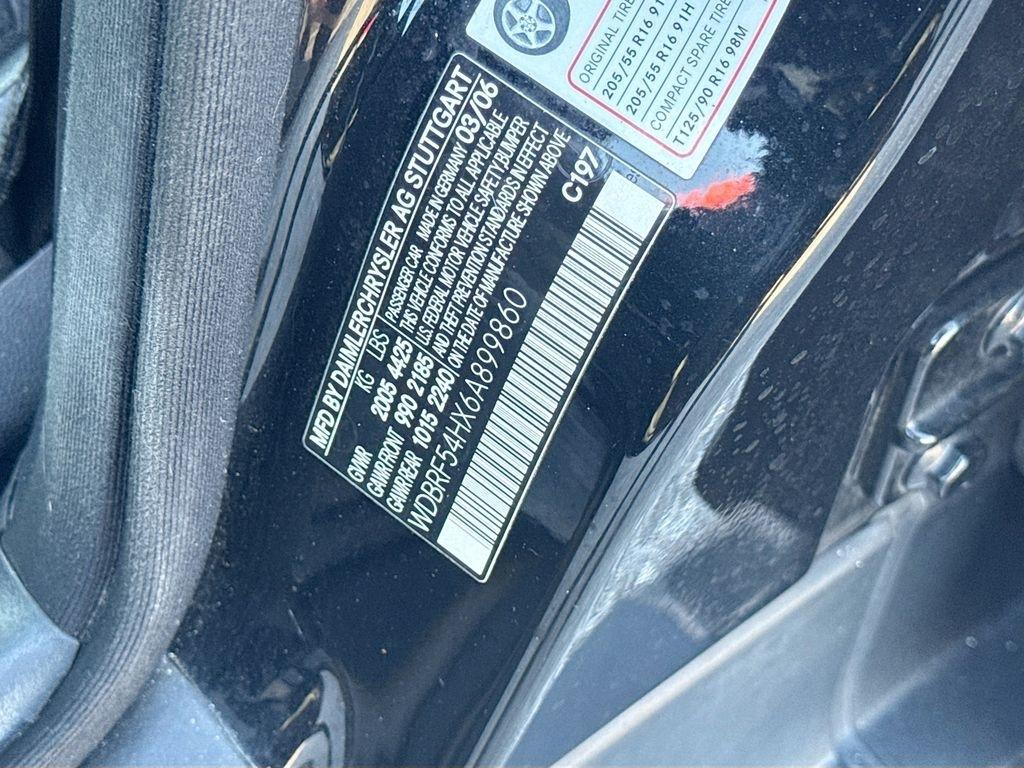 ORIGINAL TIRE
205/55 R16 91
205/55 R16 91H
COMPACT SPARE TIRE
T125/90 R16 98M
MFD BY DAIMLERCHRYSLER AG STUTTGART
KG LBS PASSENGER CAR MADE IN GERMANY 03/06
GVWR 2005 4425 THIS VEHICLE CONFORMS TO ALL APPLICABLE
GAWR FRONT 990 2185 U.S. FEDERAL MOTOR VEHICLE SAFETY/BUMPER
GAWR REAR 1015 2240 AND THEFT PREVENTION STANDARDS IN EFFECT
ON THE DATE OF MANUFACTURE SHOWN ABOVE
WDBRF54HX6A899860 C197